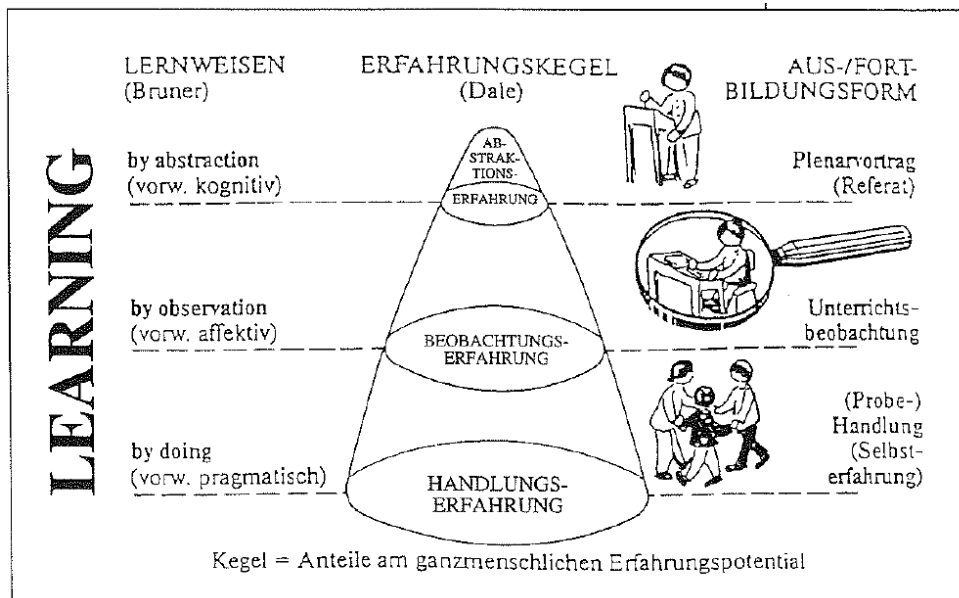 LEARNING
LERNWEISEN
(Bruner)
ERFAHRUNGSKEGEL
(Dale)
AUS-/FORT-
BILDUNGSFORM
by abstraction
(vorw. kognitiv)
AB-
STRAK-
TIONS-
ERFAHRUNG
Plenarvortrag
(Referat)
by observation
(vorw. affektiv)
BEOBACHTUNGS-
ERFAHRUNG
Unterrichts-
beobachtung
by doing
(vorw. pragmatisch)
HANDLUNGS-
ERFAHRUNG
(Probe-)
Handlung
(Selbst-
erfahrung)
Kegel = Anteile am ganzmenschlichen Erfahrungspotential